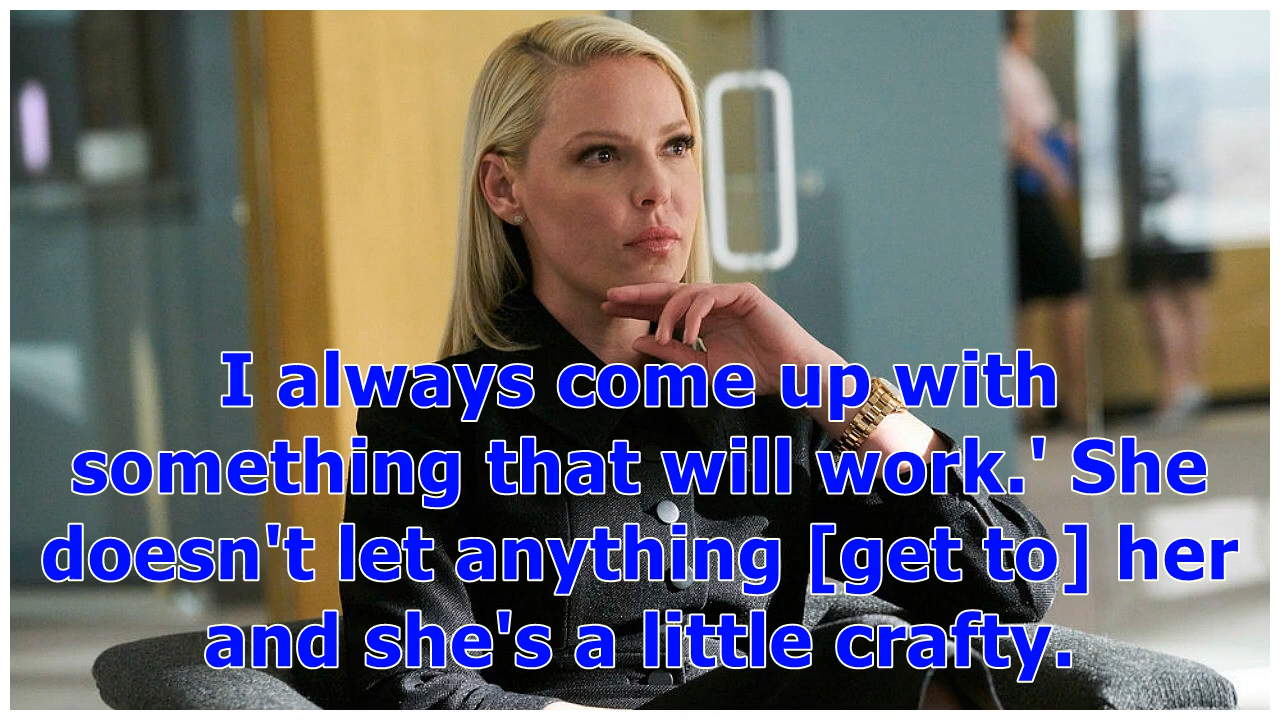 I always come up with
something that will work.' She
doesn't let anything [get to] her
and she's a little crafty.